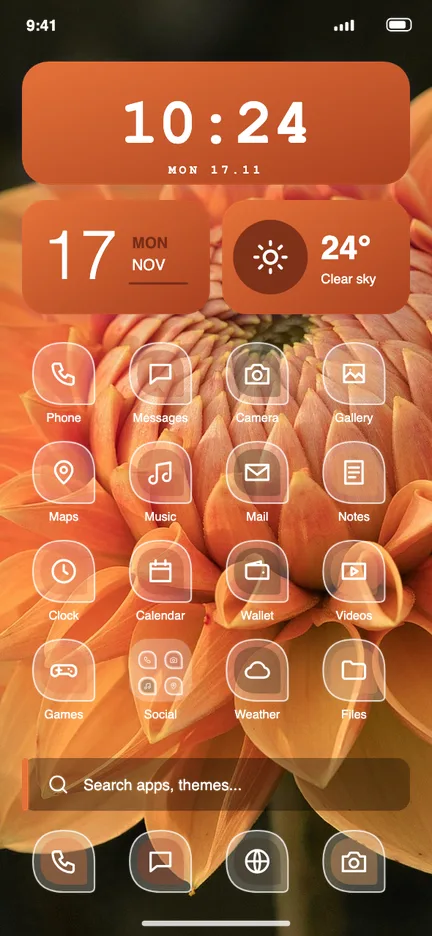 9:41
10:24
MON 17.11
17
MON
NOV
24°
Clear sky
Phone
Messages
Camera
Gallery
Maps
Music
Mail
Notes
Clock
Calendar
Wallet
Videos
Games
Social
Weather
Files
Search apps, themes...